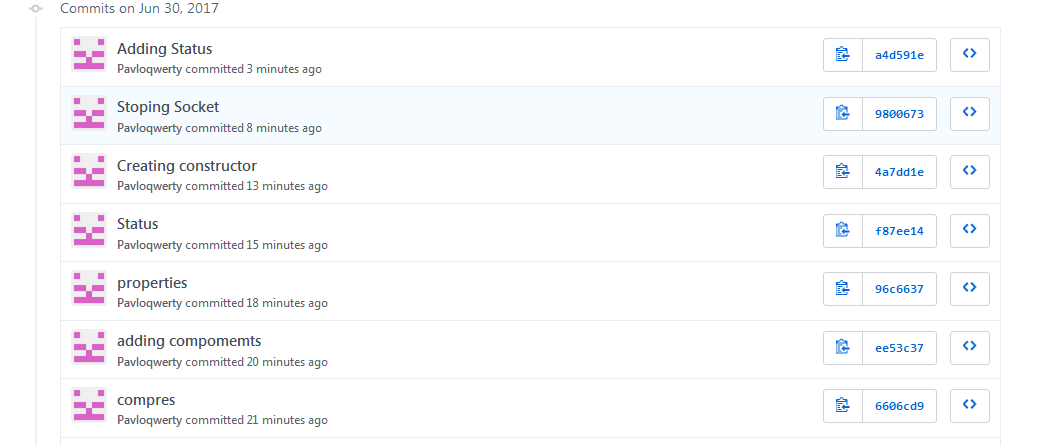 Commits on Jun 30, 2017
Adding Status
Pavloqwerty committed 3 minutes ago
a4d591e
Stoping Socket
Pavloqwerty committed 8 minutes ago
9800673
Creating constructor
Pavloqwerty committed 13 minutes ago
4a7dd1e
Status
Pavloqwerty committed 15 minutes ago
f87ee14
properties
Pavloqwerty committed 18 minutes ago
96c6637
adding compomemts
Pavloqwerty committed 20 minutes ago
ee53c37
compres
Pavloqwerty committed 21 minutes ago
6606cd9